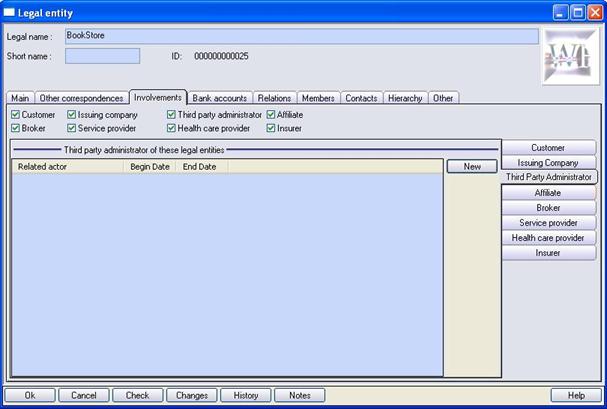 Legal entity
Legal name : BookStore
Short name : ID: 000000000025
Main Other correspondences Involvements Bank accounts Relations Members Contacts Hierarchy Other
Customer Issuing company Third party administrator Affiliate
Broker Service provider Health care provider Insurer
Third party administrator of these legal entities
Related actor Begin Date End Date
New
Customer
Issuing Company
Third Party Administrator
Affiliate
Broker
Service provider
Health care provider
Insurer
Ok Cancel Check Changes History Notes Help